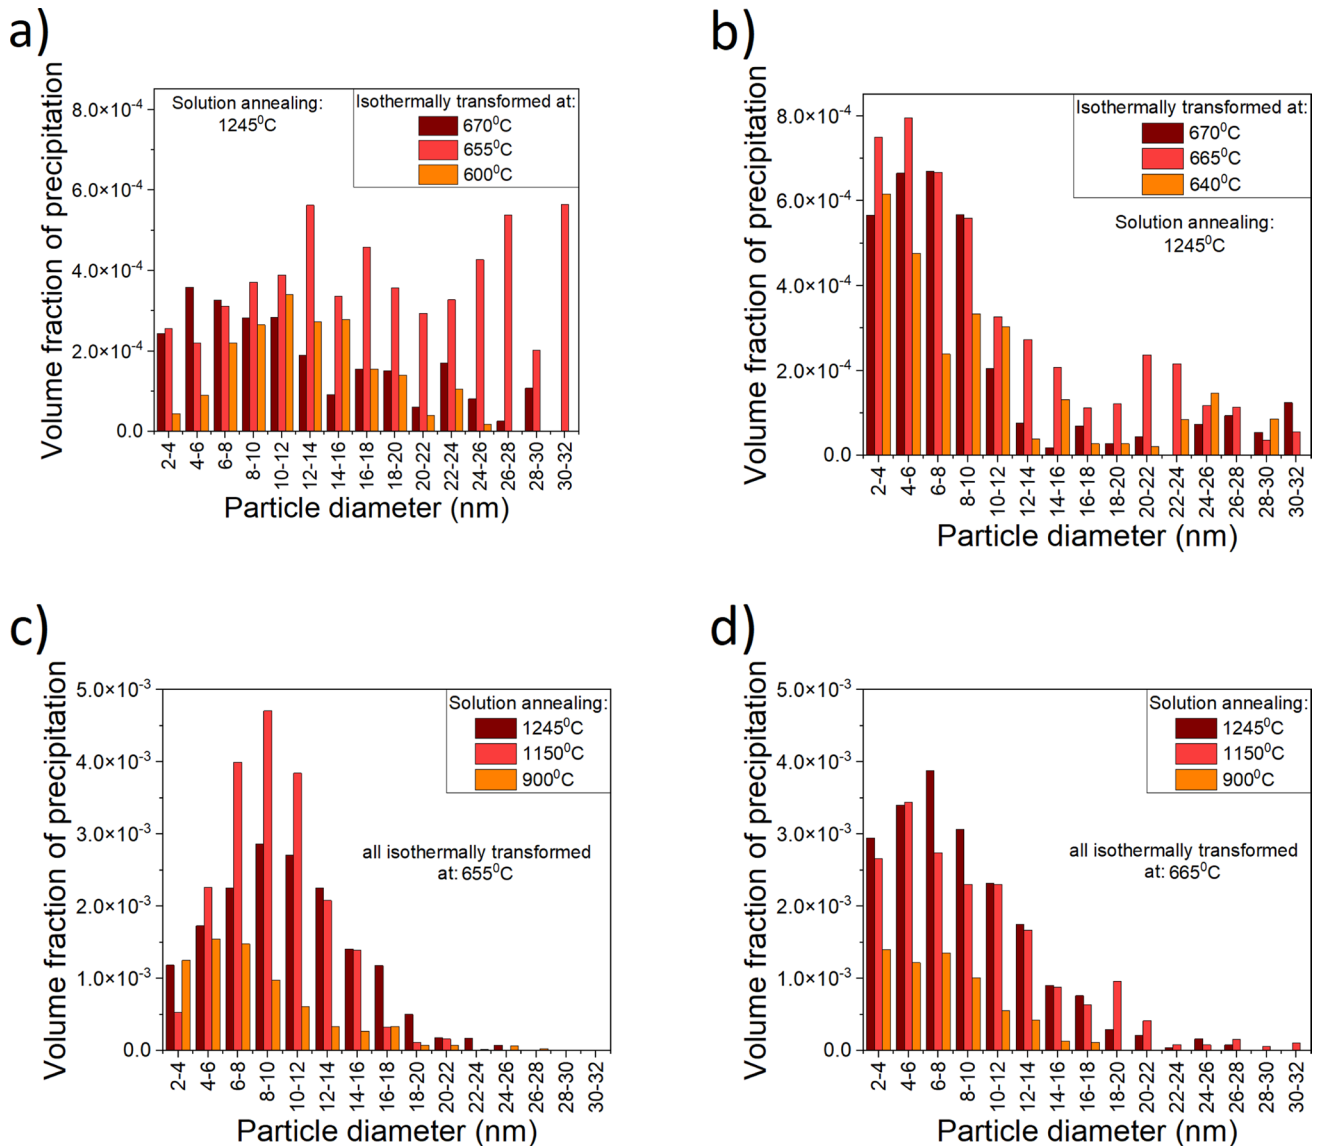 a)
Volume fraction of precipitation
8.0×10⁻⁴
6.0×10⁻⁴
4.0×10⁻⁴
2.0×10⁻⁴
0.0
Solution annealing:
1245⁰C
Isothermally transformed at:
670⁰C
655⁰C
600⁰C
2-4
4-6
6-8
8-10
10-12
12-14
14-16
16-18
18-20
20-22
22-24
24-26
26-28
28-30
30-32
Particle diameter (nm)
b)
Volume fraction of precipitation
8.0×10⁻⁴
6.0×10⁻⁴
4.0×10⁻⁴
2.0×10⁻⁴
0.0
Isothermally transformed at:
670⁰C
665⁰C
640⁰C
Solution annealing:
1245⁰C
2-4
4-6
6-8
8-10
10-12
12-14
14-16
16-18
18-20
20-22
22-24
24-26
26-28
28-30
30-32
Particle diameter (nm)
c)
Volume fraction of precipitation
5.0×10⁻³
4.0×10⁻³
3.0×10⁻³
2.0×10⁻³
1.0×10⁻³
0.0
Solution annealing:
1245⁰C
1150⁰C
900⁰C
all isothermally transformed
at: 655⁰C
2-4
4-6
6-8
8-10
10-12
12-14
14-16
16-18
18-20
20-22
22-24
24-26
26-28
28-30
30-32
Particle diameter (nm)
d)
Volume fraction of precipitation
5.0×10⁻³
4.0×10⁻³
3.0×10⁻³
2.0×10⁻³
1.0×10⁻³
0.0
Solution annealing:
1245⁰C
1150⁰C
900⁰C
all isothermally transformed
at: 665⁰C
2-4
4-6
6-8
8-10
10-12
12-14
14-16
16-18
18-20
20-22
22-24
24-26
26-28
28-30
30-32
Particle diameter (nm)